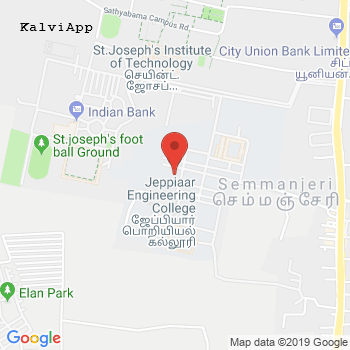 Sathyabama Campus Rd
KalviApp
St.Joseph's Institute
of Technology
செயின்ட்
ஜோசப்...
City Union Bank Limite
சிட்
யூனியன்
Indian Bank
St.joseph's foot
ball Ground
Jeppiaar
Engineering
College
ஜேப்பியார்
பொறியியல்
கல்லூரி
Semmanjeri
செம்மஞ்சேரி
Elan Park
Google
Map data ©2019 Google